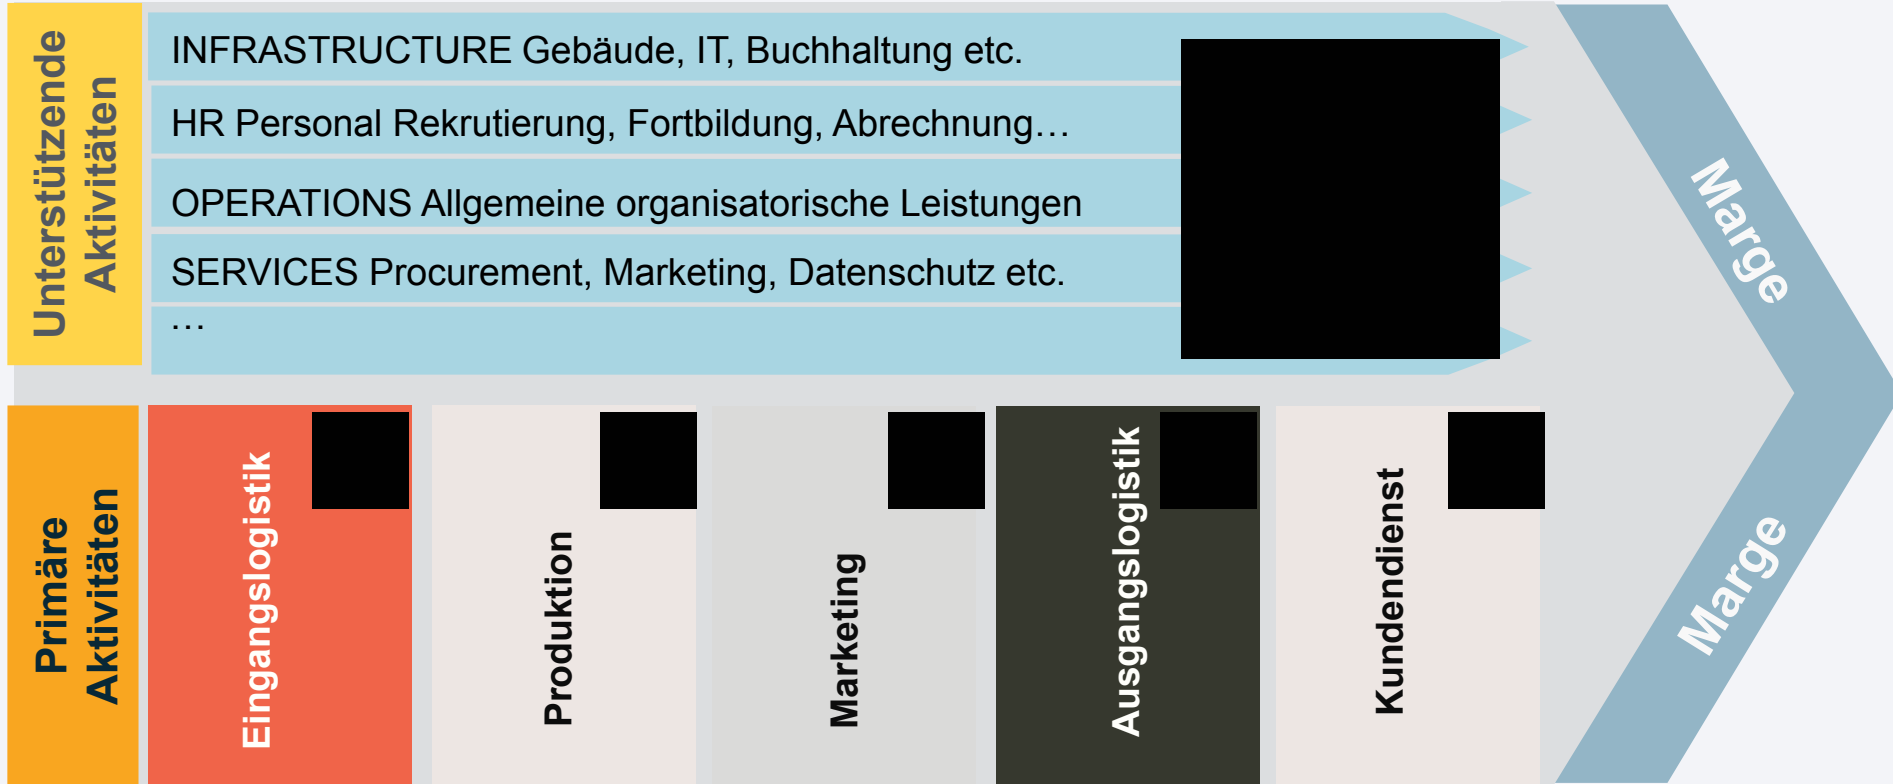 Unterstützende
Aktivitäten
INFRASTRUCTURE Gebäude, IT, Buchhaltung etc.
HR Personal Rekrutierung, Fortbildung, Abrechnung…
OPERATIONS Allgemeine organisatorische Leistungen
SERVICES Procurement, Marketing, Datenschutz etc.
…
Marge
Primäre
Aktivitäten
Eingangslogistik
Produktion
Marketing
Ausgangslogistik
Kundendienst
Marge